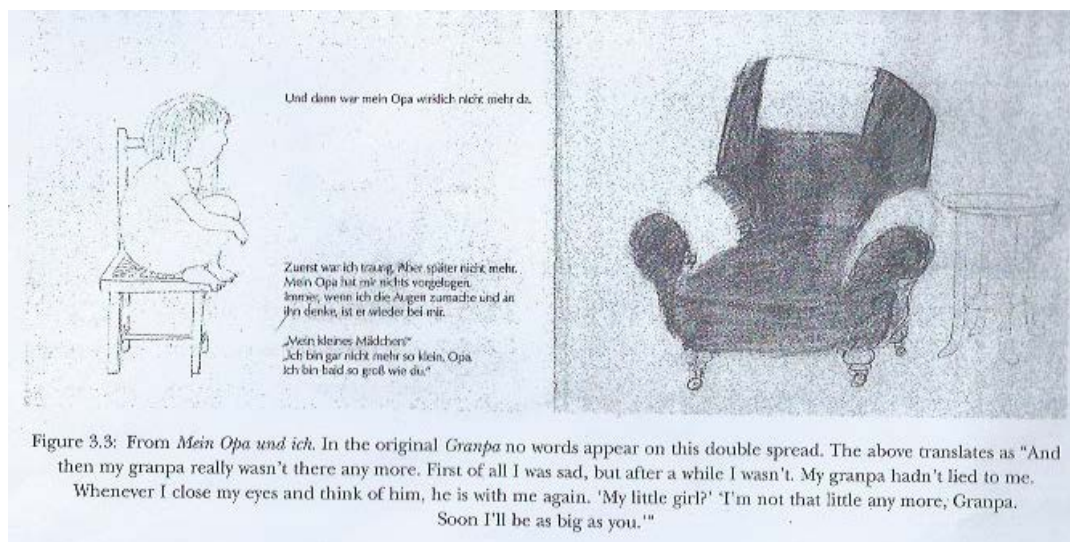 Und dann war mein Opa wirklich nicht mehr da.
Zuerst war ich traurig. Aber später nicht mehr.
Mein Opa hat mir nichts vorgelogen.
Immer, wenn ich die Augen zumache und an
ihn denke, ist er wieder bei mir.
„Mein kleines Mädchen“
„Ich bin gar nicht mehr so klein, Opa
Ich bin bald so groß wie du.“
Figure 3.3: From Mein Opa und ich. In the original Granpa no words appear on this double spread. The above translates as "And
then my granpa really wasn't there any more. First of all I was sad, but after a while I wasn't. My granpa hadn't lied to me.
Whenever I close my eyes and think of him, he is with me again. 'My little girl?' 'I'm not that little any more, Granpa.
Soon I'll be as big as you.'"